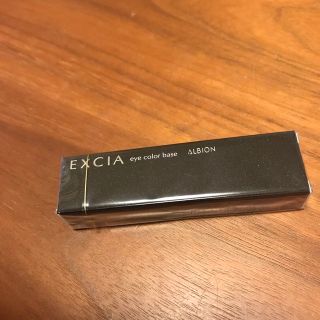 EXCIA eye color base ALBION